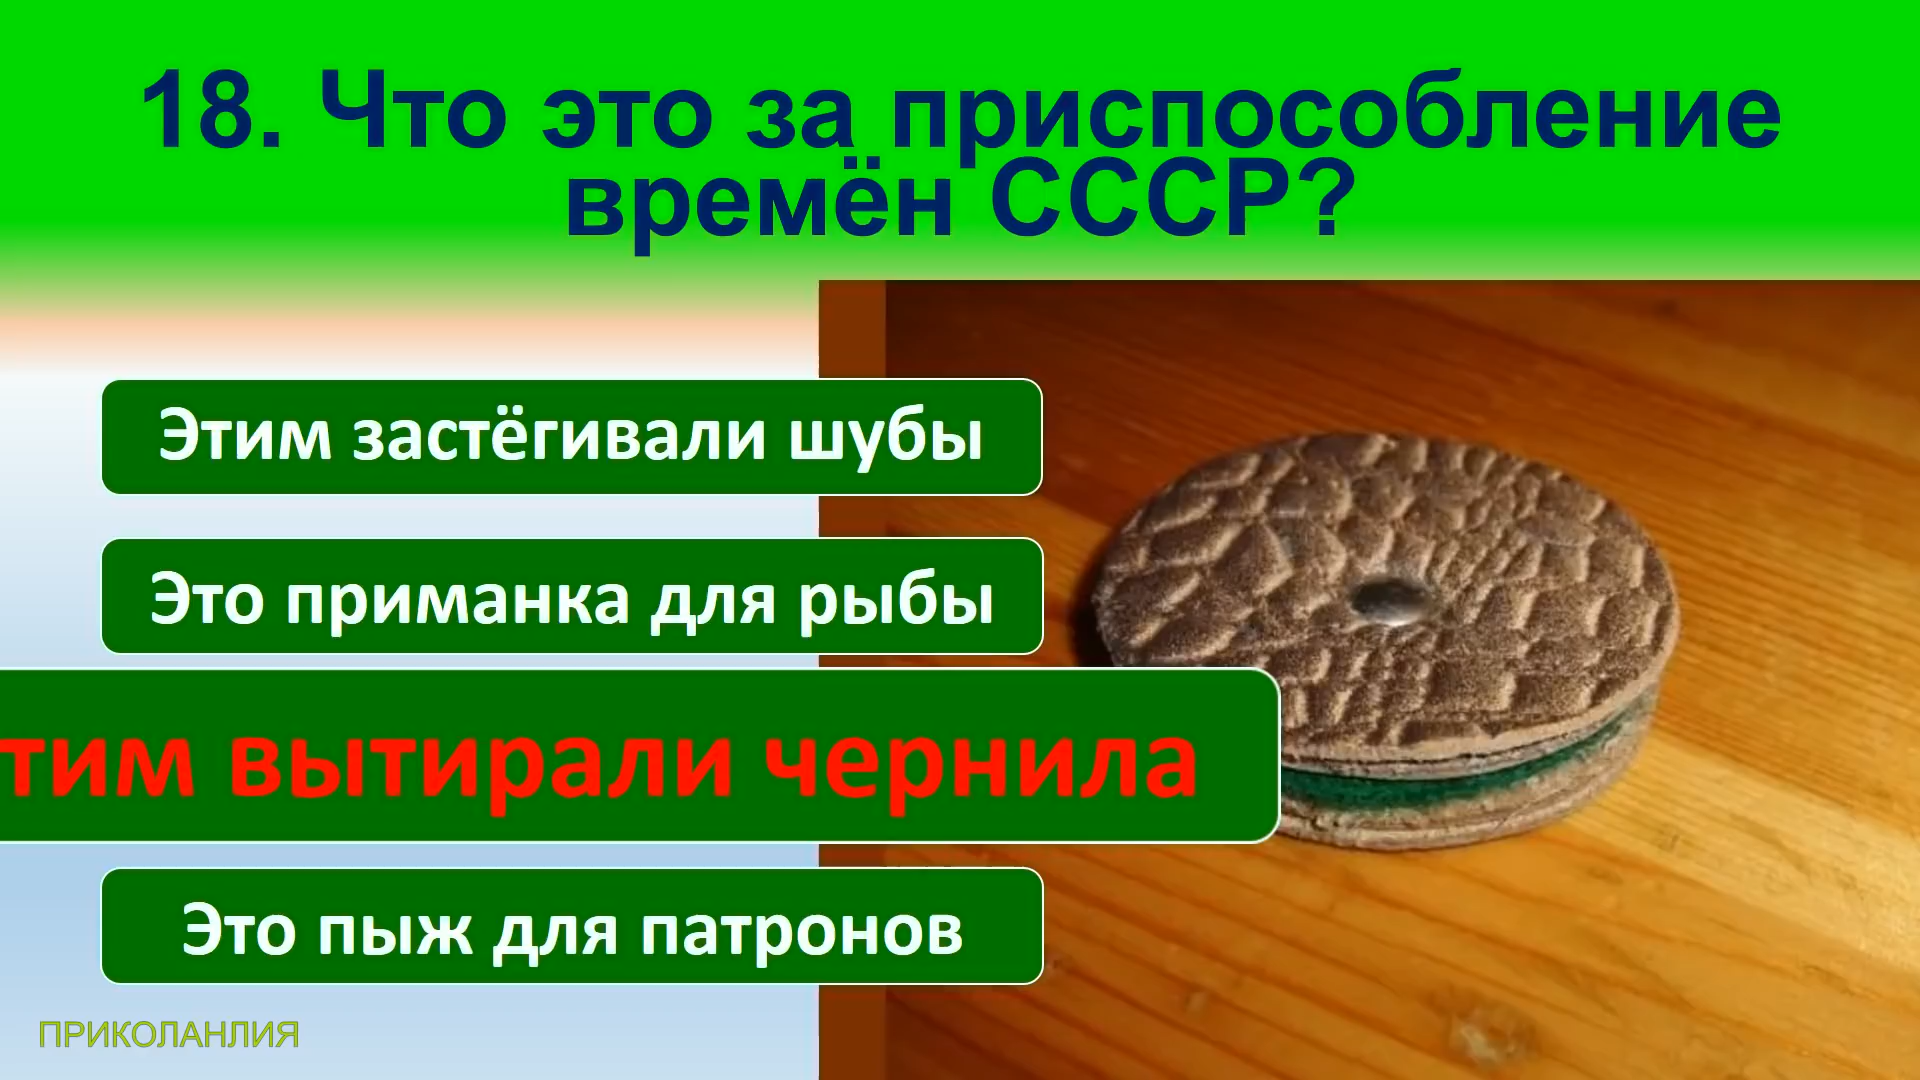 18. Что это за приспособление
времён СССР?
Этим застёгивали шубы
Это приманка для рыбы
тим вытирали чернила
Это пыж для патронов
ПРИКОЛАНЛИЯ